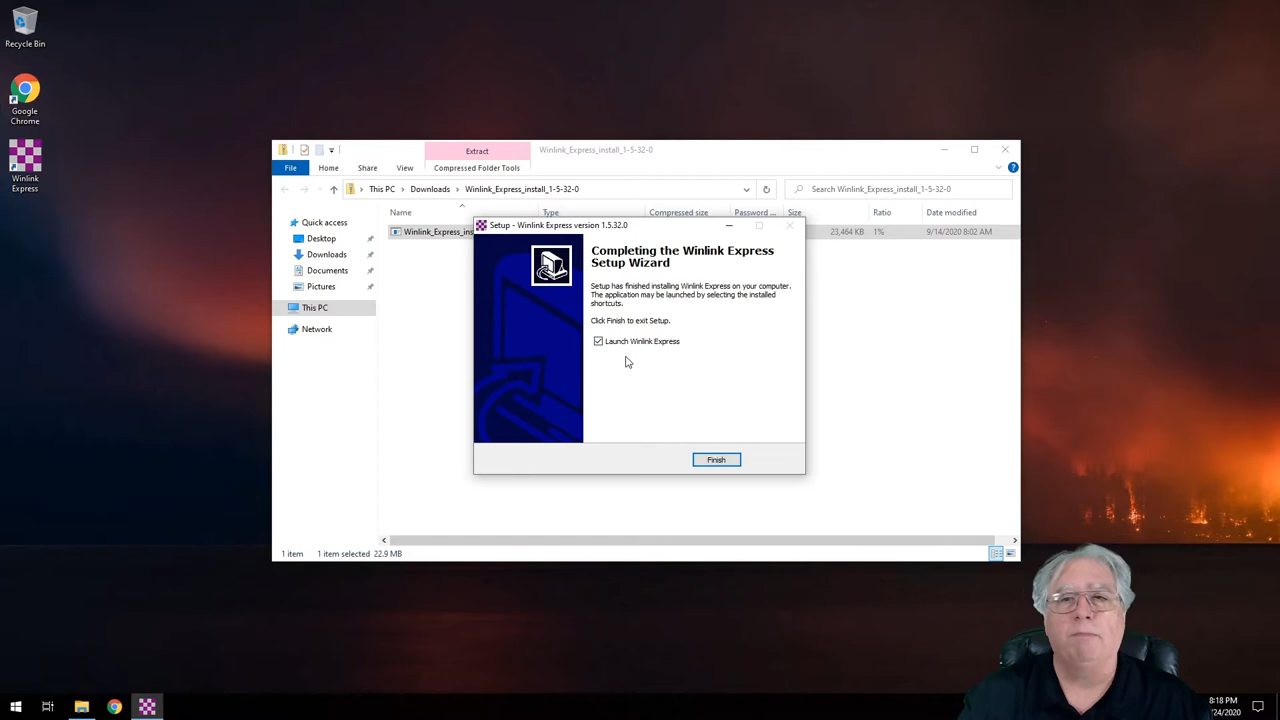 Recycle Bin
Google
Chrome
Winlink
Express
Extract
Winlink_Express_install_1-5-32-0
File
Home
Share
View
Compressed Folder Tools
This PC
Downloads
Winlink_Express_install_1-5-32-0
Search Winlink_Express_install_1-5-32-0
Name
Type
Compressed size
Password ...
Size
Ratio
Date modified
Quick access
Desktop
Downloads
Documents
Pictures
This PC
Network
Winlink_Express_ins
23,464 KB
1%
9/14/2020 8:02 AM
Setup - Winlink Express version 1.5.32.0
Completing the Winlink Express
Setup Wizard
Setup has finished installing Winlink Express on your computer.
The application may be launched by selecting the installed
shortcuts.
Click Finish to exit Setup.
Launch Winlink Express
Finish
1 item
1 item selected 22.9 MB
8:18 PM
/24/2020